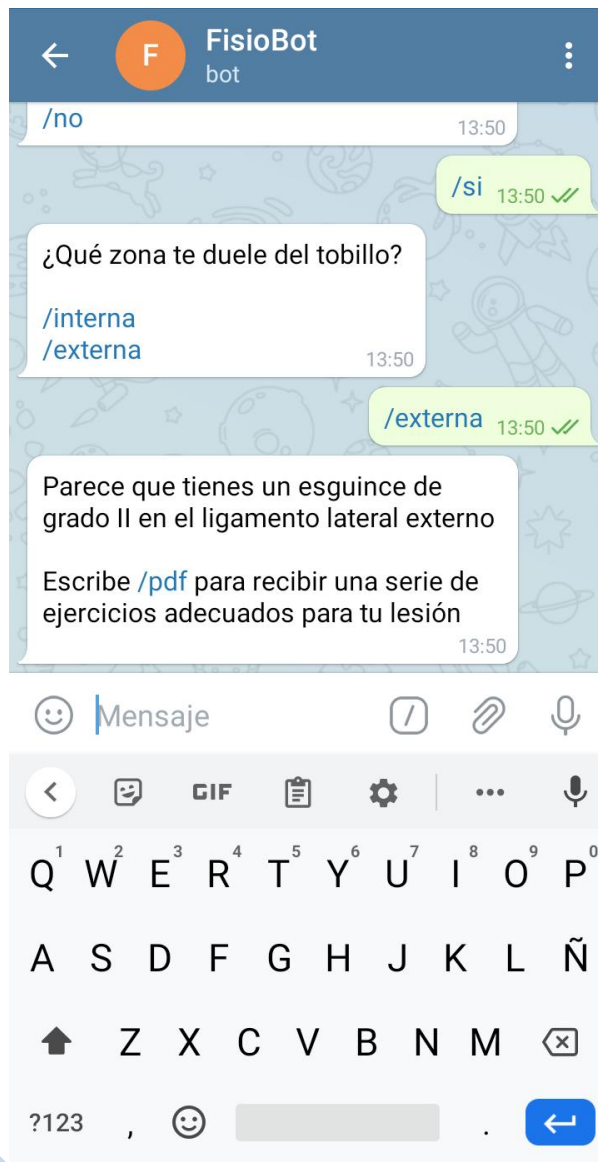 F
FisioBot
bot
/no
13:50
/si 13:50
¿Qué zona te duele del tobillo?
/interna
/externa
13:50
/externa 13:50
Parece que tienes un esguince de
grado II en el ligamento lateral externo
Escribe /pdf para recibir una serie de
ejercicios adecuados para tu lesión
13:50
Mensaje
GIF
1 2 3 4 5 6 7 8 9 0
Q W E R T Y U I O P
A S D F G H J K L Ñ
Z X C V B N M
?123 , .